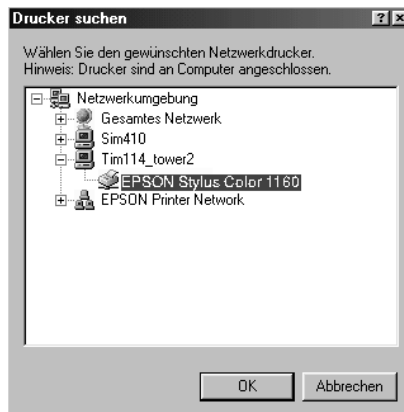 Drucker suchen
Wählen Sie den gewünschten Netzwerkdrucker.
Hinweis: Drucker sind an Computer angeschlossen.
Netzwerkumgebung
Gesamtes Netzwerk
Sim410
Tim114_tower2
EPSON Stylus Color 1160
EPSON Printer Network
OK Abbrechen